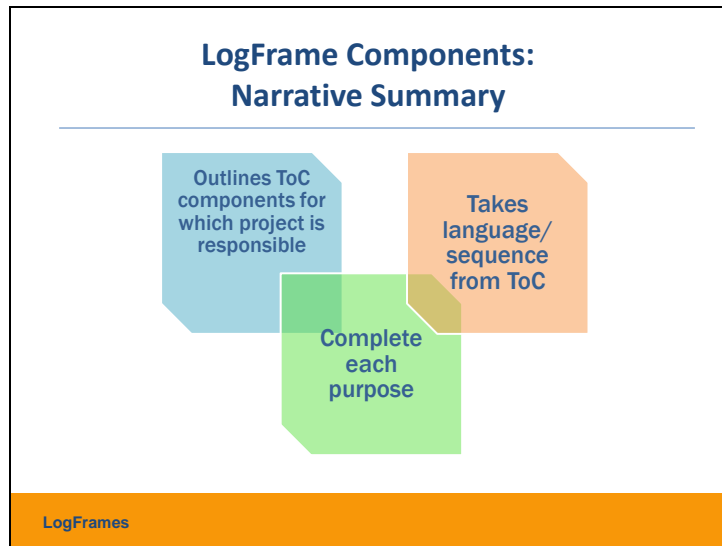 LogFrame Components:
Narrative Summary
Outlines ToC
components for
which project is
responsible
Takes
language/
sequence
from ToC
Complete
each
purpose
LogFrames